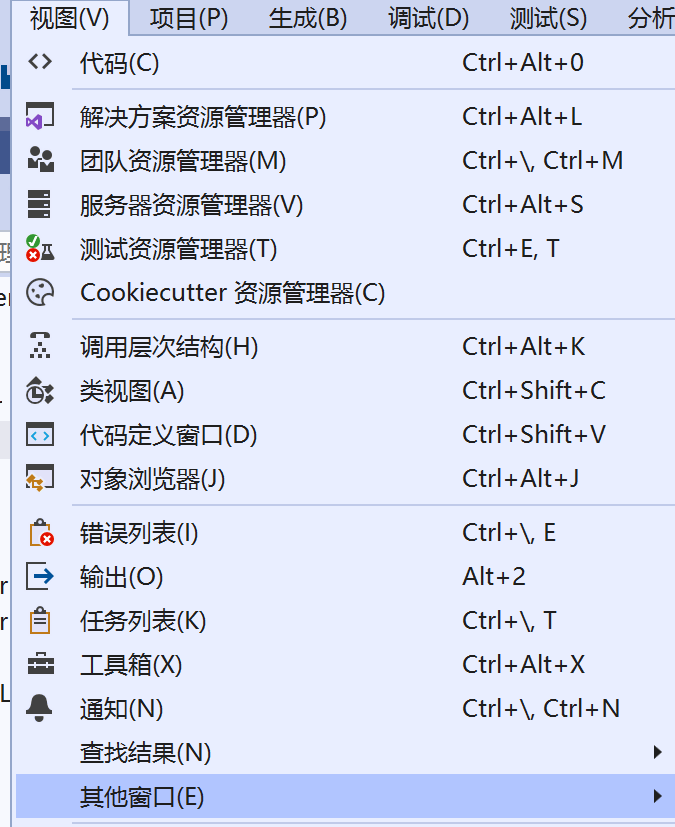 视图(V) 项目(P) 生成(B) 调试(D) 测试(S) 分析
代码(C) Ctrl+Alt+0
解决方案资源管理器(P) Ctrl+Alt+L
团队资源管理器(M) Ctrl+\, Ctrl+M
服务器资源管理器(V) Ctrl+Alt+S
测试资源管理器(T) Ctrl+E, T
Cookiecutter 资源管理器(C)
调用层次结构(H) Ctrl+Alt+K
类视图(A) Ctrl+Shift+C
代码定义窗口(D) Ctrl+Shift+V
对象浏览器(J) Ctrl+Alt+J
错误列表(I) Ctrl+\, E
输出(O) Alt+2
任务列表(K) Ctrl+\, T
工具箱(X) Ctrl+Alt+X
通知(N) Ctrl+\, Ctrl+N
查找结果(N)
其他窗口(E)